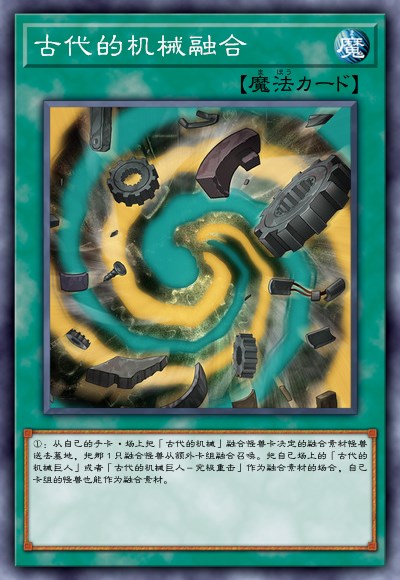 古代的机械融合
魔
【魔法カード】
まほう
①：从自己的手卡·场上把「古代的机械」融合怪兽卡决定的融合素材怪兽
送去墓地，把那１只融合怪兽从额外卡组融合召唤。把自己场上的「古代的
机械巨人」或者「古代的机械巨人-究极重击」作为融合素材的场合，自己
卡组的怪兽也能作为融合素材。